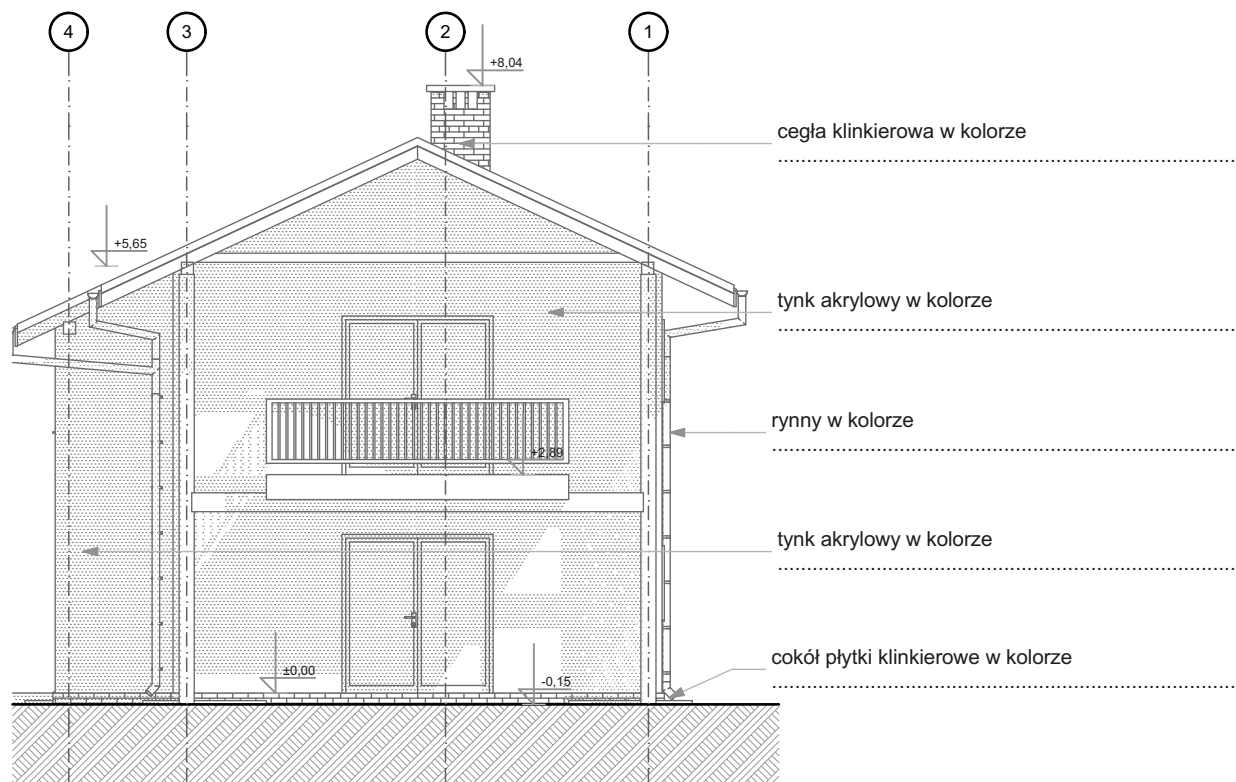 4 3 2 1
+8,04
cegła klinkierowa w kolorze
................................................................................
+5,65
tynk akrylowy w kolorze
................................................................................
rynny w kolorze
................................................................................
+2,89
tynk akrylowy w kolorze
................................................................................
cokół płytki klinkierowe w kolorze
................................................................................
±0,00
-0,15